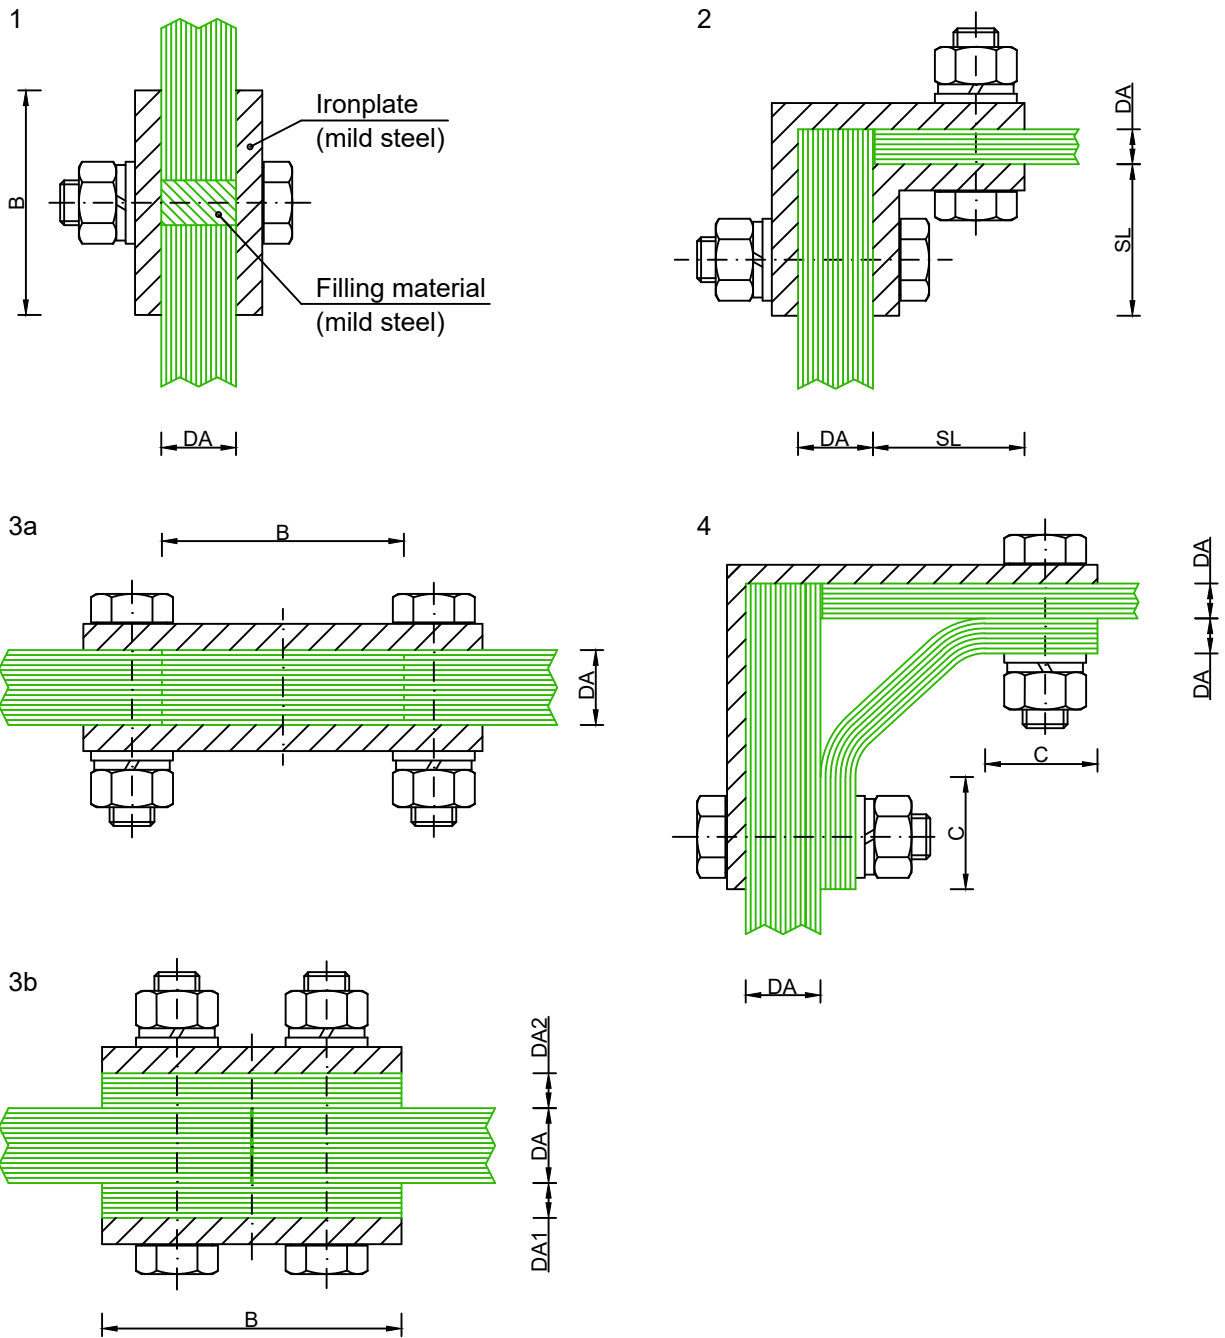 1
Ironplate
(mild steel)
B
Filling material
(mild steel)
DA
2
DA
SL
DA
SL
3a
B
DA
4
DA
DA
C
C
DA
3b
DA2
DA
DA1
B